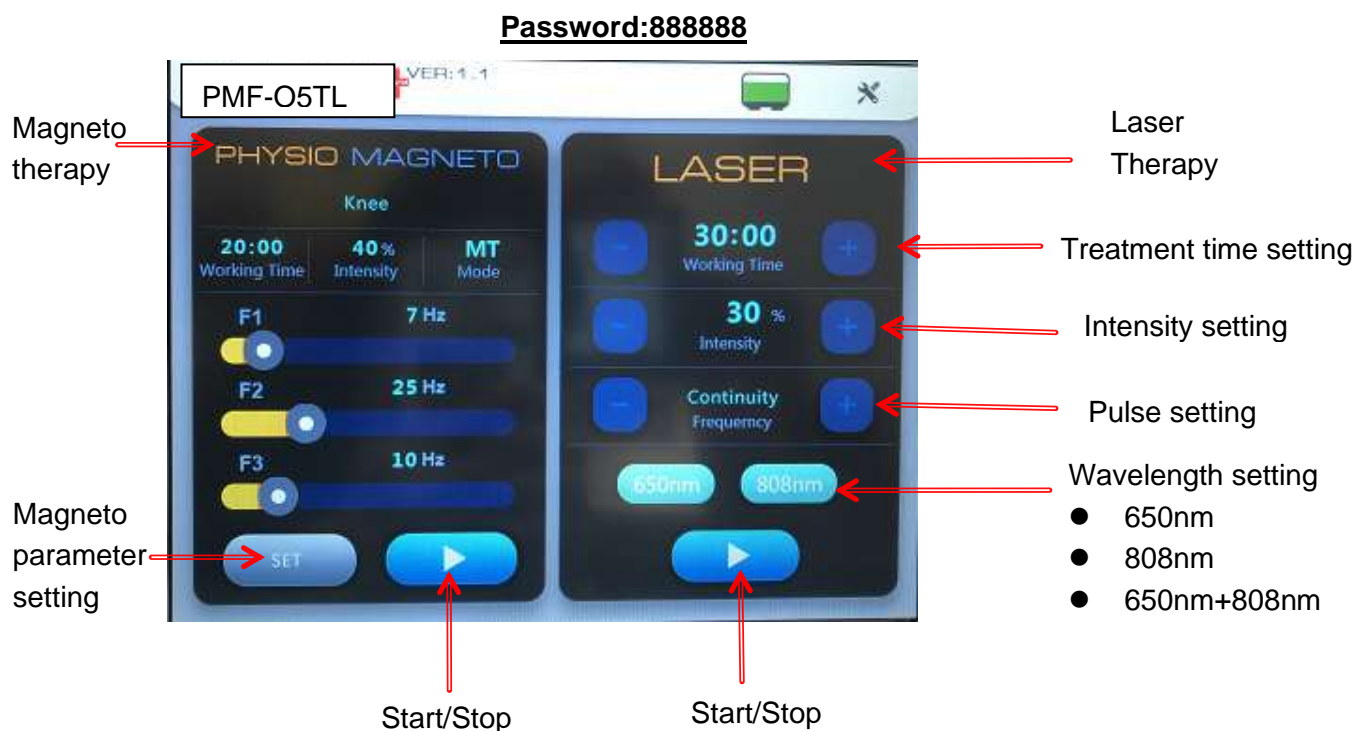 Password:888888
PMF-O5TL
VER:1.1
Magneto
therapy
PHYSIO MAGNETO
Knee
20:00
Working Time
40%
Intensity
MT
Mode
F1 7 Hz
F2 25 Hz
F3 10 Hz
SET
Magneto
parameter
setting
Start/Stop
LASER
30:00
Working Time
30 %
Intensity
Continuity
Frequerncy
650nm 808nm
Start/Stop
Laser
Therapy
Treatment time setting
Intensity setting
Pulse setting
Wavelength setting
● 650nm
● 808nm
● 650nm+808nm